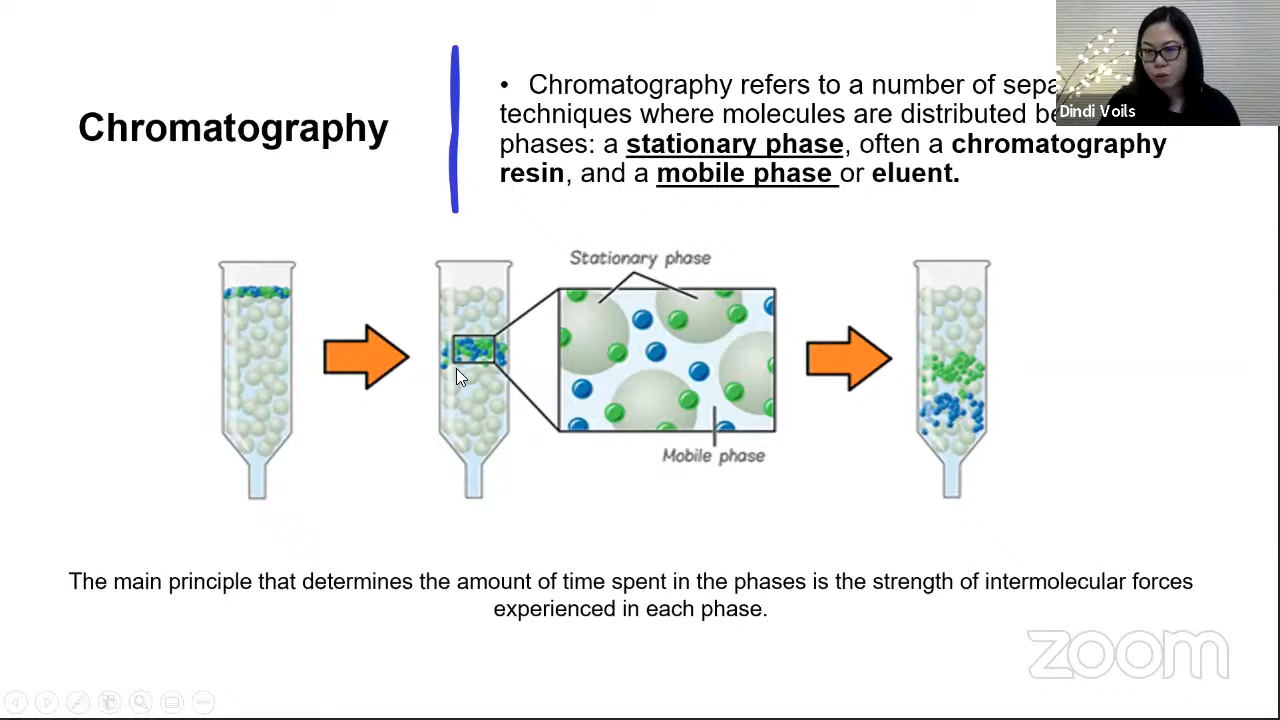 Chromatography
• Chromatography refers to a number of
techniques where molecules are distributed
phases: a stationary phase, often a chromatography
resin, and a mobile phase or eluent.
Dindi Voils
Stationary phase
Mobile phase
The main principle that determines the amount of time spent in the phases is the strength of intermolecular forces
experienced in each phase.
zoom